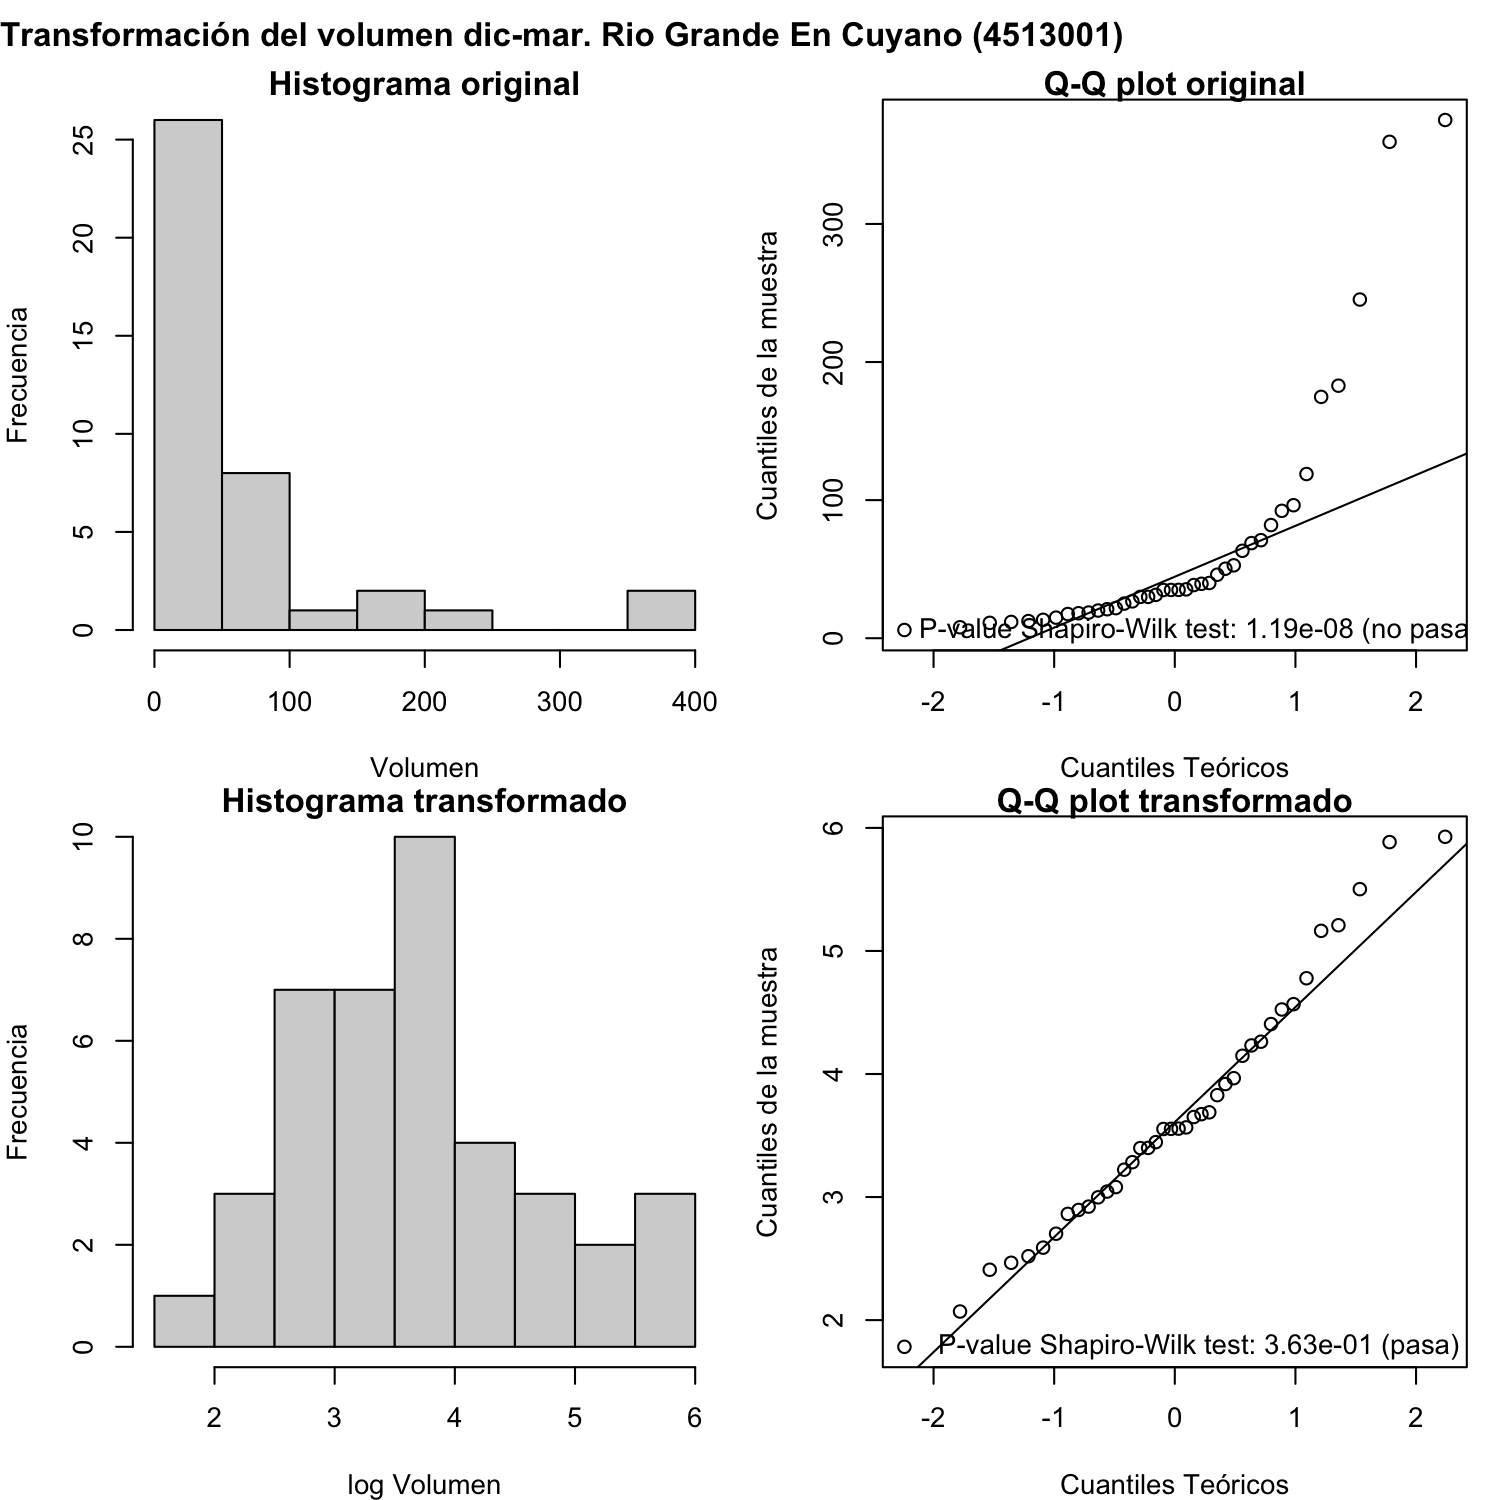 Transformación del volumen dic-mar. Rio Grande En Cuyano (4513001)
Histograma original
Frecuencia
25
20
15
10
5
0
0 100 200 300 400
Volumen
Q-Q plot original
Cuantiles de la muestra
300
200
100
0
P-value Shapiro-Wilk test: 1.19e-08 (no pasa
-2 -1 0 1 2
Cuantiles Teóricos
Histograma transformado
Frecuencia
10
8
6
4
2
0
2 3 4 5 6
log Volumen
Q-Q plot transformado
Cuantiles de la muestra
6
5
4
3
2
P-value Shapiro-Wilk test: 3.63e-01 (pasa)
-2 -1 0 1 2
Cuantiles Teóricos